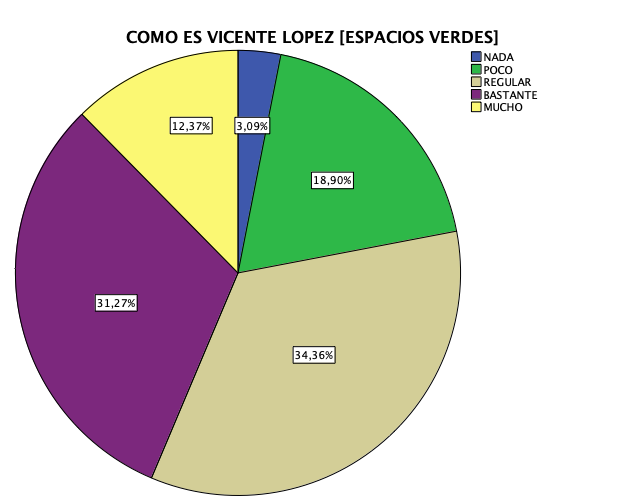 COMO ES VICENTE LOPEZ [ESPACIOS VERDES]
NADA
POCO
REGULAR
BASTANTE
MUCHO
12,37%
3,09%
18,90%
31,27%
34,36%